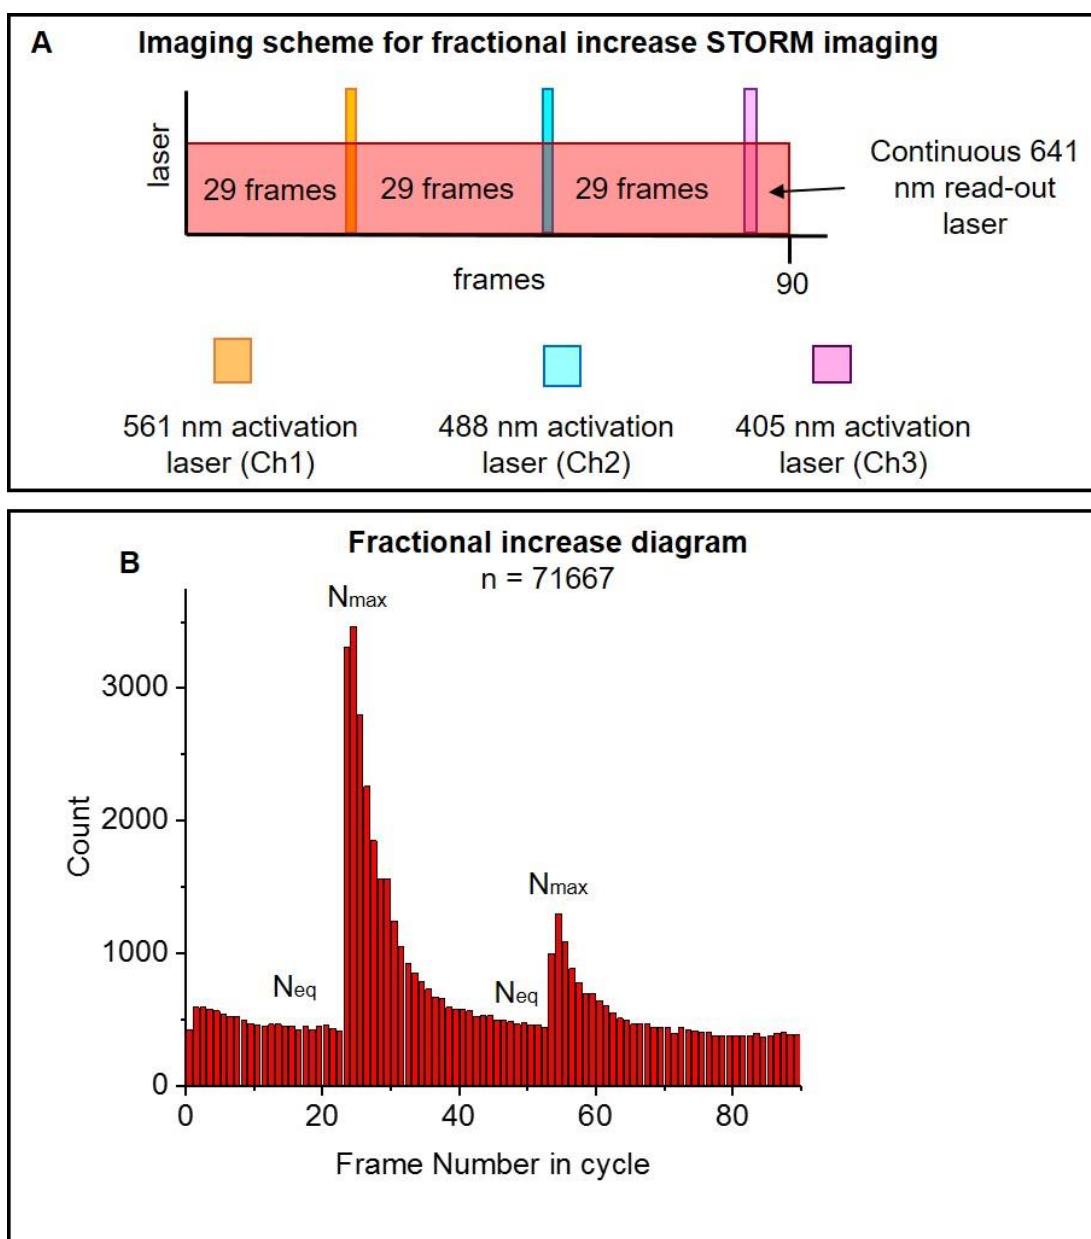 A
Imaging scheme for fractional increase STORM imaging
laser
29 frames
29 frames
29 frames
Continuous 641
nm read-out
laser
frames
90
561 nm activation
laser (Ch1)
488 nm activation
laser (Ch2)
405 nm activation
laser (Ch3)
B
Fractional increase diagram
n = 71667
Nmax
3000
2000
1000
0
Count
Neq
Neq
Nmax
0
20
40
60
80
Frame Number in cycle